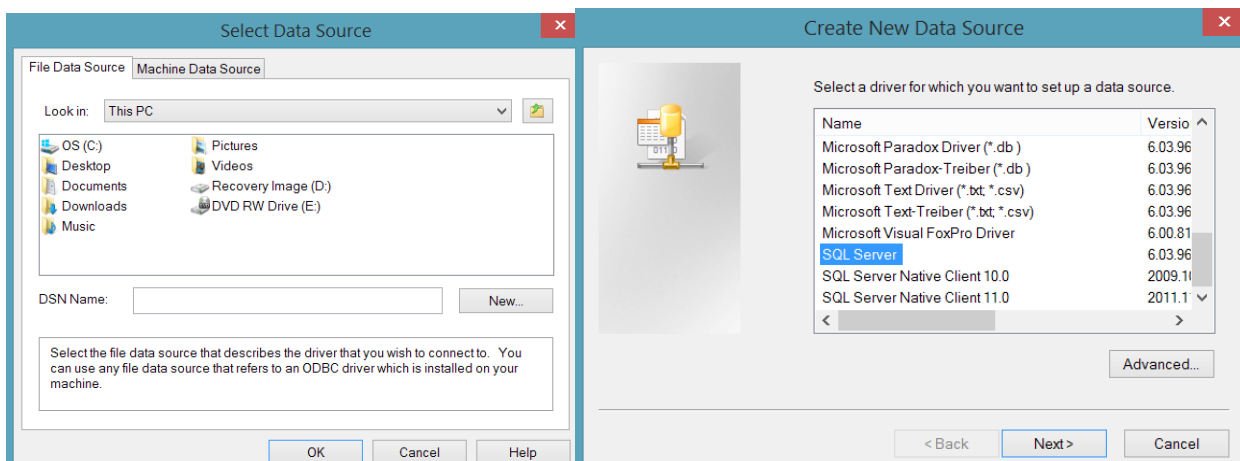 Select Data Source
File Data Source
Machine Data Source
Look in:
This PC
OS (C:)
Desktop
Documents
Downloads
Music
Pictures
Videos
Recovery Image (D:)
DVD RW Drive (E:)
DSN Name:
New...
Select the file data source that describes the driver that you wish to connect to. You
can use any file data source that refers to an ODBC driver which is installed on your
machine.
OK
Cancel
Help
Create New Data Source
Select a driver for which you want to set up a data source.
Name Versio
Microsoft Paradox Driver (*.db ) 6.03.96
Microsoft Paradox-Treiber (*.db ) 6.03.96
Microsoft Text Driver (*.txt; *.csv) 6.03.96
Microsoft Text-Treiber (*.txt; *.csv) 6.03.96
Microsoft Visual FoxPro Driver 6.00.81
SQL Server 6.03.96
SQL Server Native Client 10.0 2009.10
SQL Server Native Client 11.0 2011.1
Advanced...
< Back
Next >
Cancel